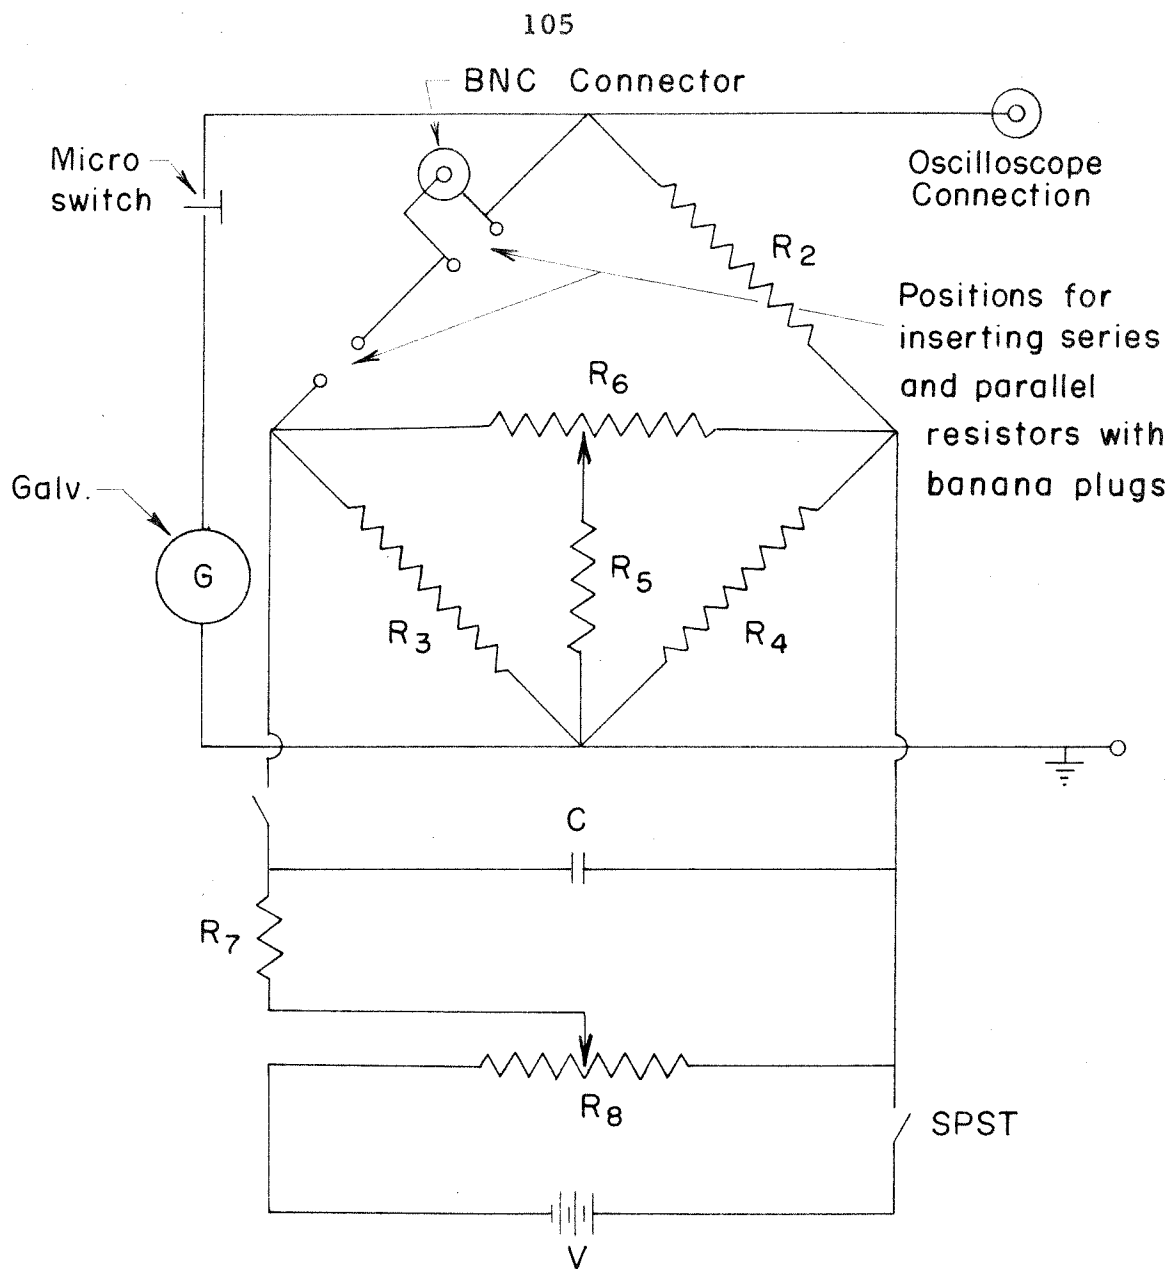 105
BNC Connector
Micro
switch
Oscilloscope
Connection
R2
Positions for
inserting series
and parallel
resistors with
banana plugs
R6
Galv.
G
R5
R3
R4
C
R7
R8
SPST
V